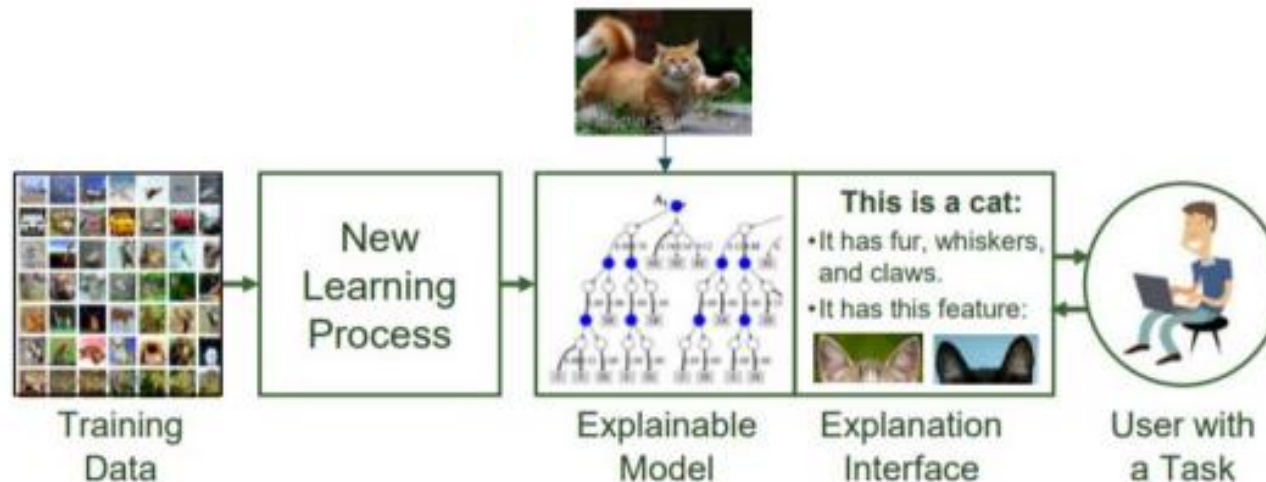 New
Learning
Process
This is a cat:
•It has fur, whiskers,
and claws.
•It has this feature:
Training
Data
Explainable
Model
Explanation
Interface
User with
a Task